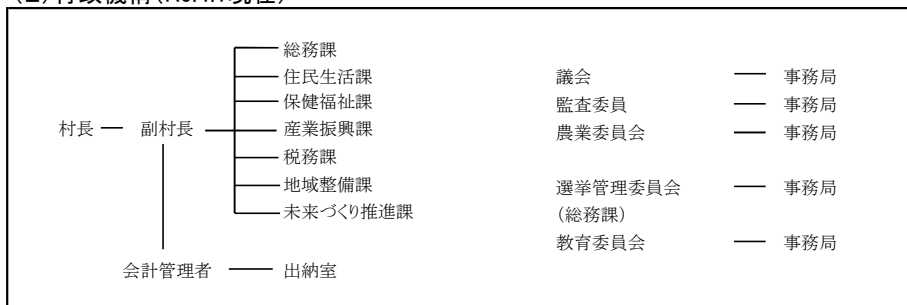 総務課
住民生活課
保健福祉課
村長 副村長 産業振興課
税務課
地域整備課
未来づくり推進課
会計管理者 出納室
議会 事務局
監査委員 事務局
農業委員会 事務局
選挙管理委員会 事務局
(総務課)
教育委員会 事務局